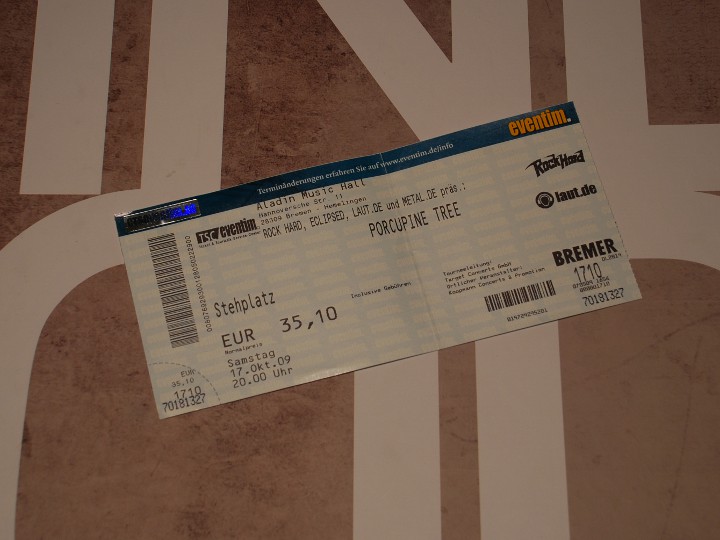 eventim.
Terminänderungen erfahren Sie auf www.eventim.de/info
Aladin Music Hall
Hannoversche Str. 11
28309 Bremen - Hemelingen
ROCK HARD, ECLIPSED, LAUT.DE und METAL.DE präs.:
PORCUPINE TREE
TSC eventim.
RockHard
laut.de
Stehplatz
Inclusive Gebühren
EUR 35,10
Normalpreis
Samstag
17.Okt.09
20.00 Uhr
Tourneeleitung:
Target Concerts GmbH
Örtlicher Veranstalter:
Koopmann Concerts & Promotion
BREMER
1710
70181327
EUR
35,10
1710
70181327